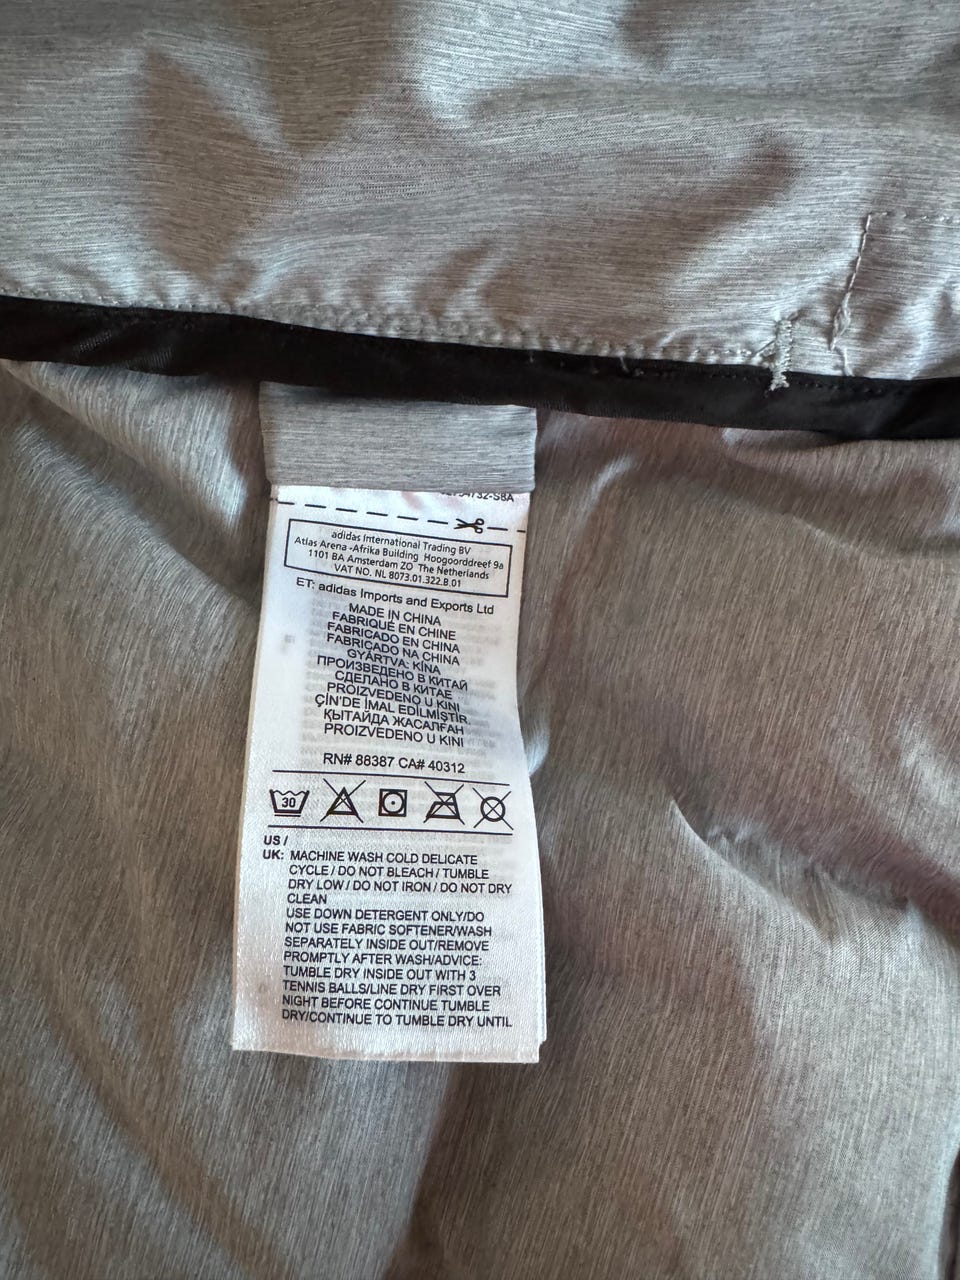 adidas International Trading BV
Atlas Arena -Afrika Building Hoogoorddreef 9a
1101 BA Amsterdam ZO The Netherlands
VAT NO. NL 8073.01.322.B.01
ET: adidas Imports and Exports Ltd
MADE IN CHINA
FABRIQUÉ EN CHINE
FABRICADO EN CHINA
FABRICADO NA CHINA
GYÁRTVA: KÍNA
ПРОИЗВЕДЕНО В КИТАЙ
СДЕЛАНО В КИТАЕ
PROIZVEDENO U KINI
ÇİN'DE İMAL EDİLMİŞTİR.
ҚЫТАЙДА ЖАСАЛҒАН
PROIZVEDENO U KINI
RN# 88387 CA# 40312
30
US /
UK: MACHINE WASH COLD DELICATE
CYCLE / DO NOT BLEACH / TUMBLE
DRY LOW / DO NOT IRON / DO NOT DRY
CLEAN
USE DOWN DETERGENT ONLY/DO
NOT USE FABRIC SOFTENER/WASH
SEPARATELY INSIDE OUT/REMOVE
PROMPTLY AFTER WASH/ADVICE:
TUMBLE DRY INSIDE OUT WITH 3
TENNIS BALLS/LINE DRY FIRST OVER
NIGHT BEFORE CONTINUE TUMBLE
DRY/CONTINUE TO TUMBLE DRY UNTIL